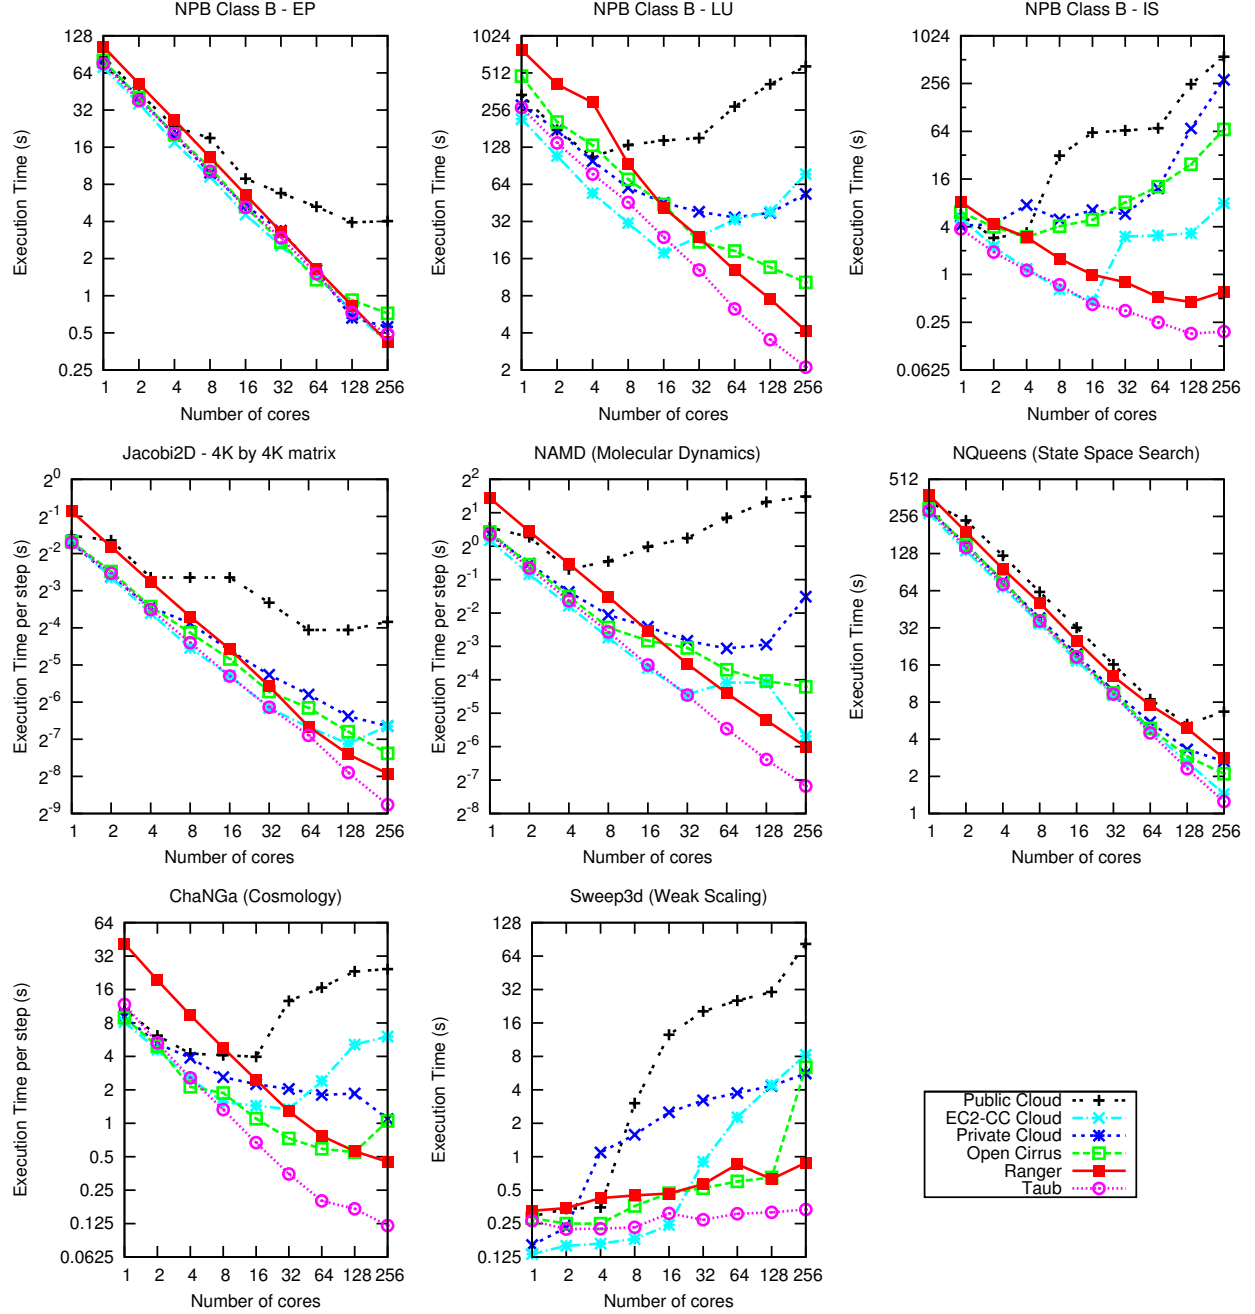 NPB Class B - EP
NPB Class B - LU
NPB Class B - IS
128
64
32
16
8
4
2
1
0.5
0.25
Execution Time (s)
1 2 4 8 16 32 64 128 256
Number of cores
1024
512
256
128
64
32
16
8
4
2
Execution Time (s)
1 2 4 8 16 32 64 128 256
Number of cores
1024
256
64
16
4
1
0.25
0.0625
Execution Time (s)
1 2 4 8 16 32 64 128 256
Number of cores
Jacobi2D - 4K by 4K matrix
NAMD (Molecular Dynamics)
NQueens (State Space Search)
2^0
2^-1
2^-2
2^-3
2^-4
2^-5
2^-6
2^-7
2^-8
2^-9
Execution Time per step (s)
1 2 4 8 16 32 64 128 256
Number of cores
2^2
2^1
2^0
2^-1
2^-2
2^-3
2^-4
2^-5
2^-6
2^-7
2^-8
Execution Time per step (s)
1 2 4 8 16 32 64 128 256
Number of cores
512
256
128
64
32
16
8
4
2
1
Execution Time (s)
1 2 4 8 16 32 64 128 256
Number of cores
ChaNGa (Cosmology)
Sweep3d (Weak Scaling)
64
32
16
8
4
2
1
0.5
0.25
0.125
0.0625
Execution Time per step (s)
1 2 4 8 16 32 64 128 256
Number of cores
128
64
32
16
8
4
2
1
0.5
0.25
0.125
Execution Time (s)
1 2 4 8 16 32 64 128 256
Number of cores
Public Cloud
EC2-CC Cloud
Private Cloud
Open Cirrus
Ranger
Taub